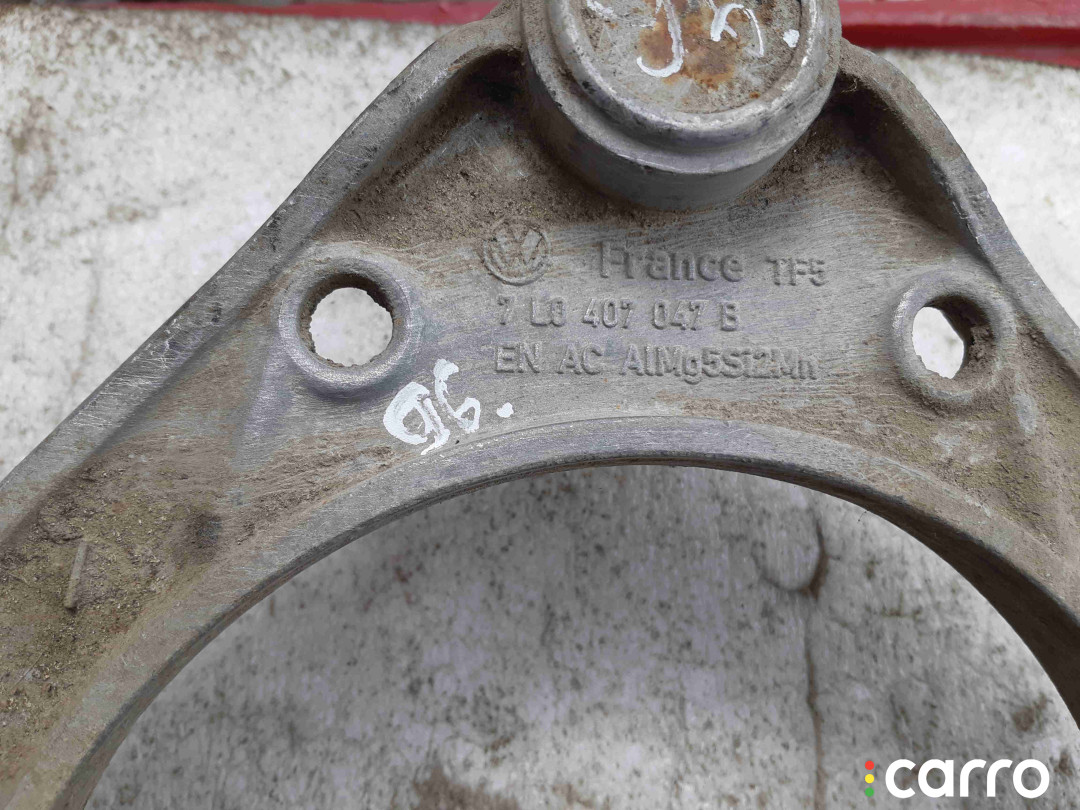 France TF5
7 L8 407 047 B
EN AC AlMg5Si2Mn
96.
carro